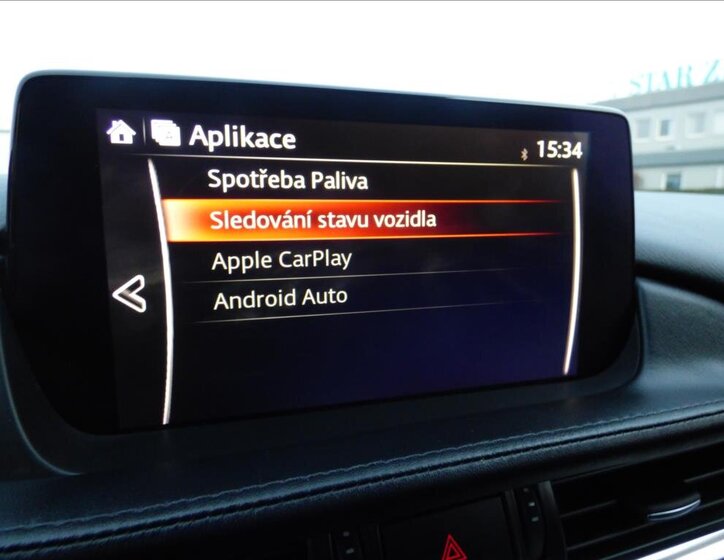 Aplikace
15:34
Spotřeba Paliva
Sledování stavu vozidla
Apple CarPlay
Android Auto